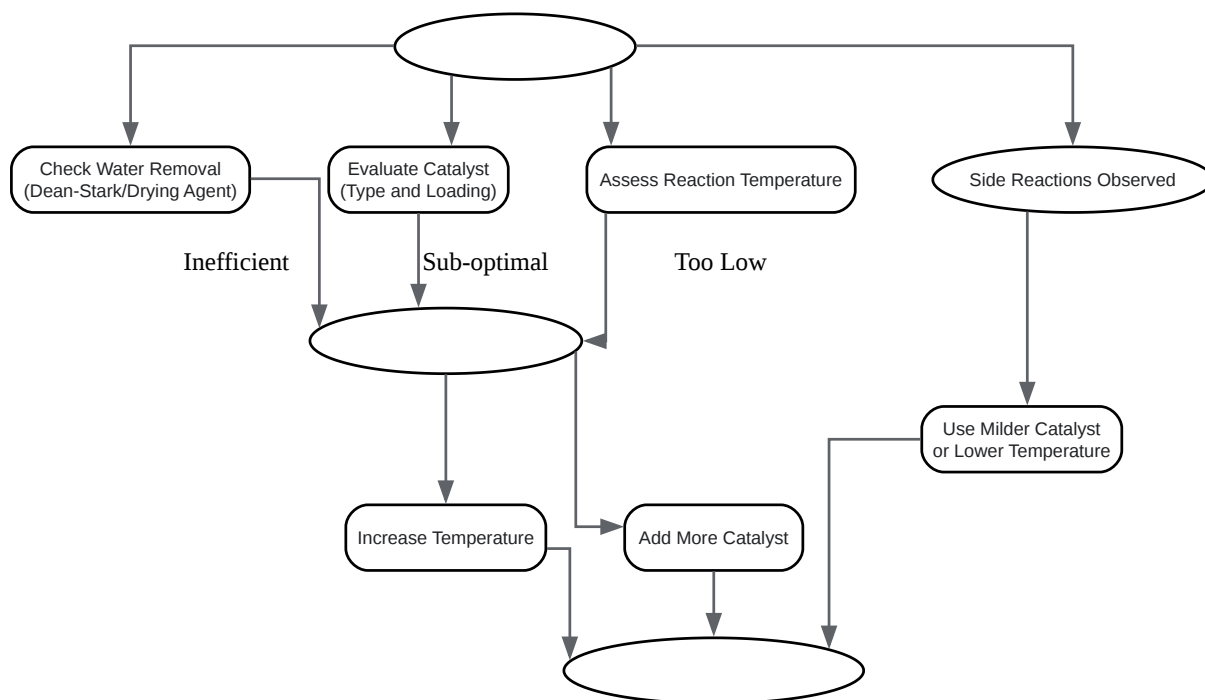 Check Water Removal
(Dean-Stark/Drying Agent)
Evaluate Catalyst
(Type and Loading)
Assess Reaction Temperature
Side Reactions Observed
Inefficient
Sub-optimal
Too Low
Use Milder Catalyst
or Lower Temperature
Increase Temperature
Add More Catalyst